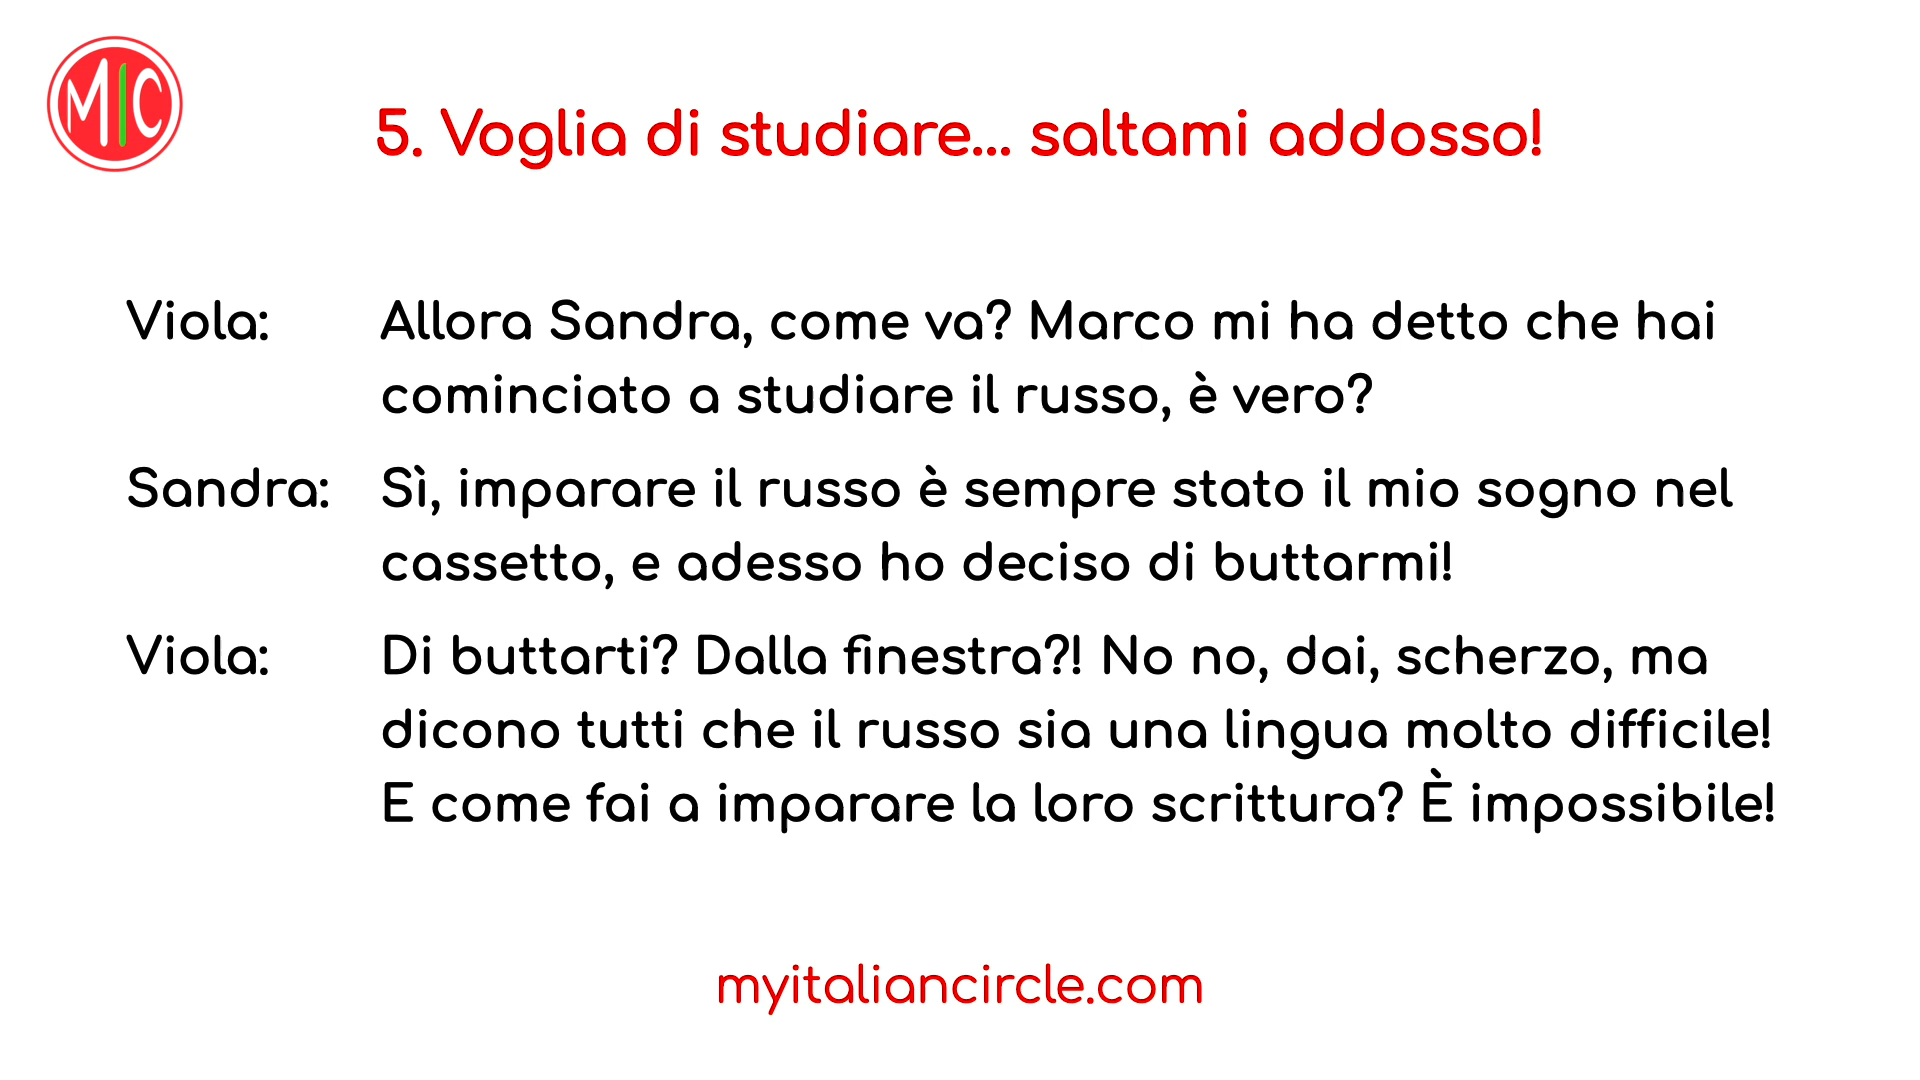 MIC
5. Voglia di studiare... saltami addosso!
Viola: Allora Sandra, come va? Marco mi ha detto che hai
cominciato a studiare il russo, è vero?
Sandra: Sì, imparare il russo è sempre stato il mio sogno nel
cassetto, e adesso ho deciso di buttarmi!
Viola: Di buttarti? Dalla finestra?! No no, dai, scherzo, ma
dicono tutti che il russo sia una lingua molto difficile!
E come fai a imparare la loro scrittura? È impossibile!
myitaliancircle.com